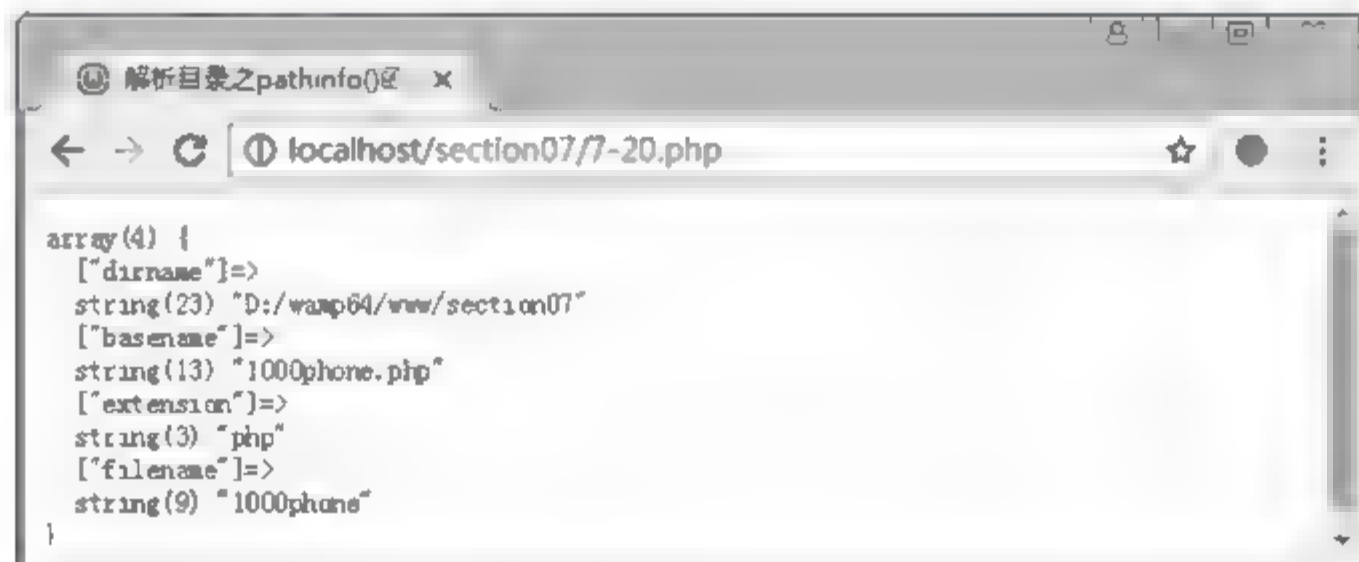 解析目录之pathinfo()函
localhost/section07/7-20.php
array(4) {
["dirname"]=>
string(23) "D:/wamp64/www/section07"
["basename"]=>
string(13) "1000phone.php"
["extension"]=>
string(3) "php"
["filename"]=>
string(9) "1000phone"
}